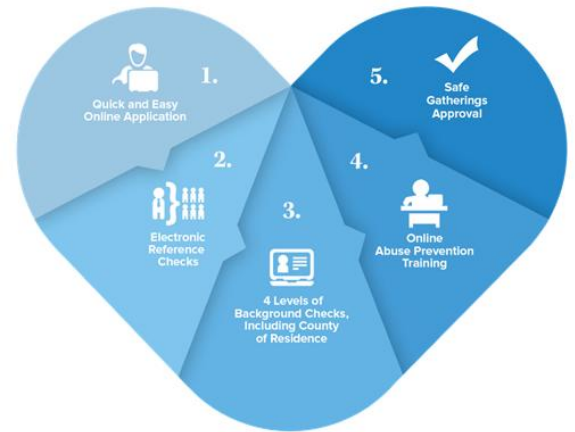 1.
Quick and Easy
Online Application
2.
Electronic
Reference
Checks
3.
4 Levels of
Background Checks,
Including County
of Residence
4.
Online
Abuse Prevention
Training
5.
Safe
Gatherings
Approval